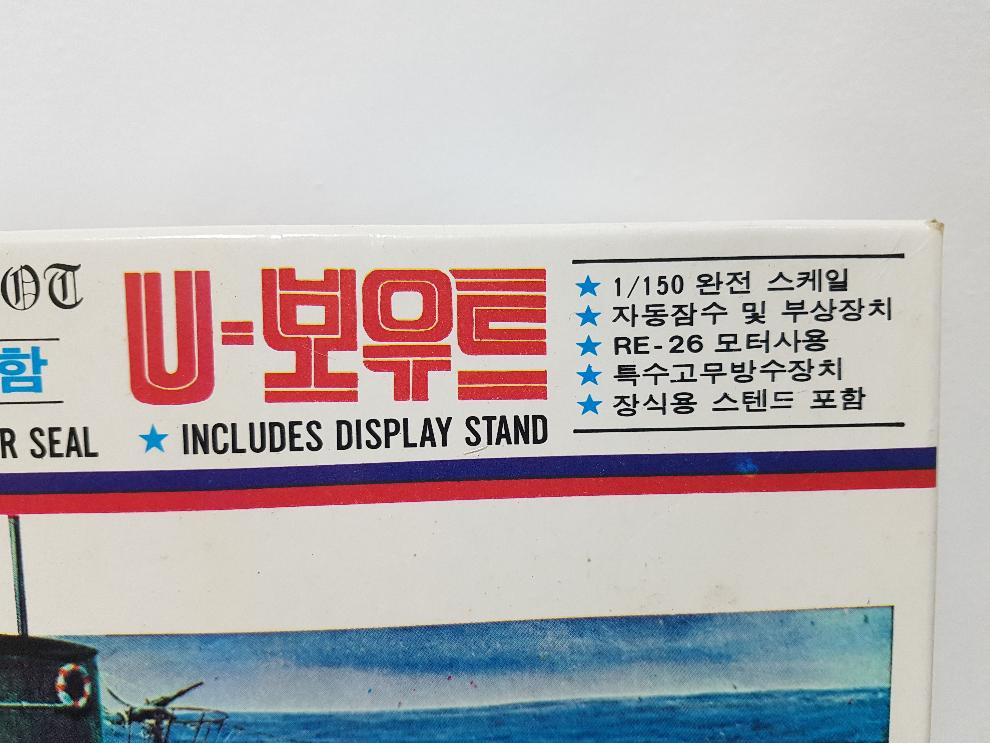 OT
함
U-보우트
R SEAL ★ INCLUDES DISPLAY STAND
★ 1/150 완전 스케일
★ 자동잠수 및 부상장치
★ RE-26 모터사용
★ 특수고무방수장치
★ 장식용 스텐드 포함